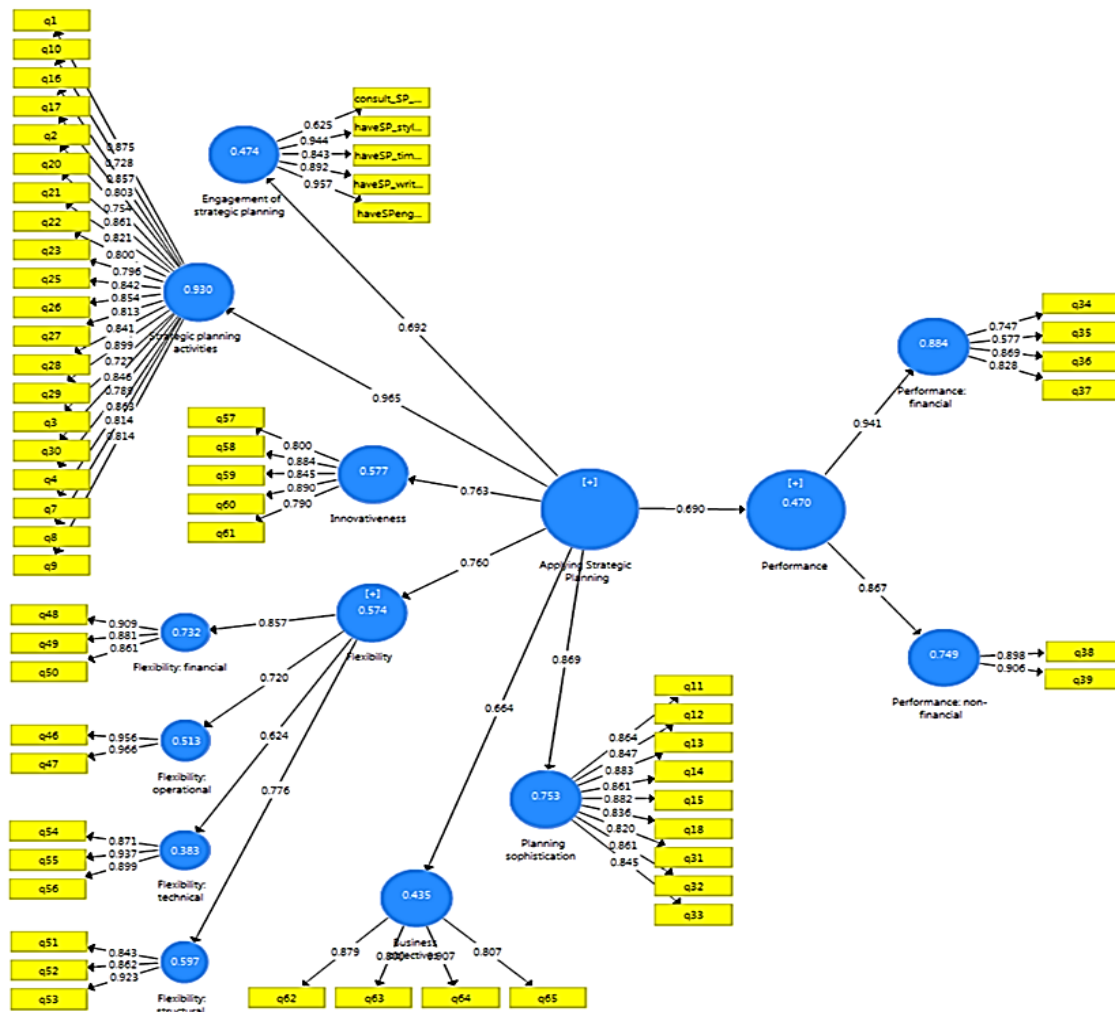 q1
q10
q16
q17
q2
q20
q21
q22
q23
q25
q26
q27
q28
q29
q3
q30
q4
q7
q8
q9
0.875
0.728
0.857
0.803
0.754
0.861
0.821
0.800
0.796
0.842
0.854
0.813
0.841
0.899
0.727
0.846
0.789
0.814
0.814
0.930
Strategic planning
activities
consult_SP_...
haveSP_styl...
haveSP_tim...
haveSP_writ...
haveSPeng...
0.625
0.944
0.843
0.892
0.957
0.474
Engagement of
strategic planning
0.692
0.965
q57
q58
q59
q60
q61
0.800
0.884
0.845
0.890
0.790
0.577
Innovativeness
0.763
[+]
Applying Strategic
Planning
0.690
[+]
0.470
Performance
0.941
0.884
Performance:
financial
0.747
0.577
0.869
0.828
q34
q35
q36
q37
0.867
0.749
Performance: non-
financial
0.898
0.906
q38
q39
0.760
[+]
0.574
Flexibility
q48
q49
q50
0.909
0.881
0.861
0.732
Flexibility: financial
0.857
q46
q47
0.956
0.966
0.513
Flexibility:
operational
0.720
q54
q55
q56
0.871
0.937
0.899
0.383
Flexibility:
technical
0.624
q51
q52
q53
0.843
0.862
0.923
0.597
Flexibility:
structural
0.776
0.664
0.435
Business
objectives
0.879
0.807
q62
q63
q64
q65
0.869
0.753
Planning
sophistication
0.864
0.847
0.883
0.861
0.882
0.836
0.820
0.861
0.845
q11
q12
q13
q14
q15
q18
q31
q32
q33